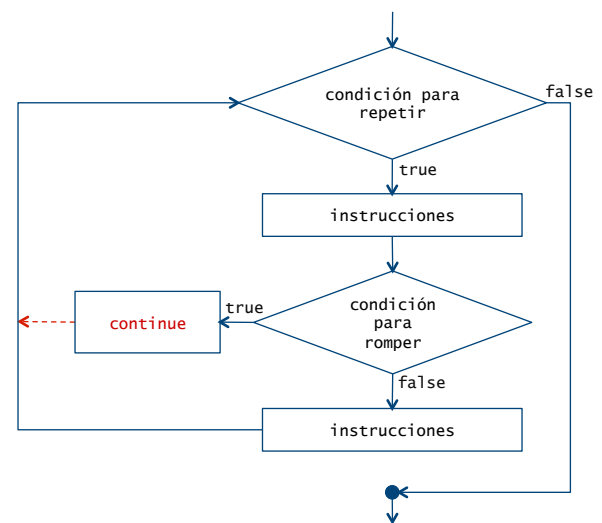 condición para
repetir
false
true
instrucciones
continue
true
condición
para
romper
false
instrucciones